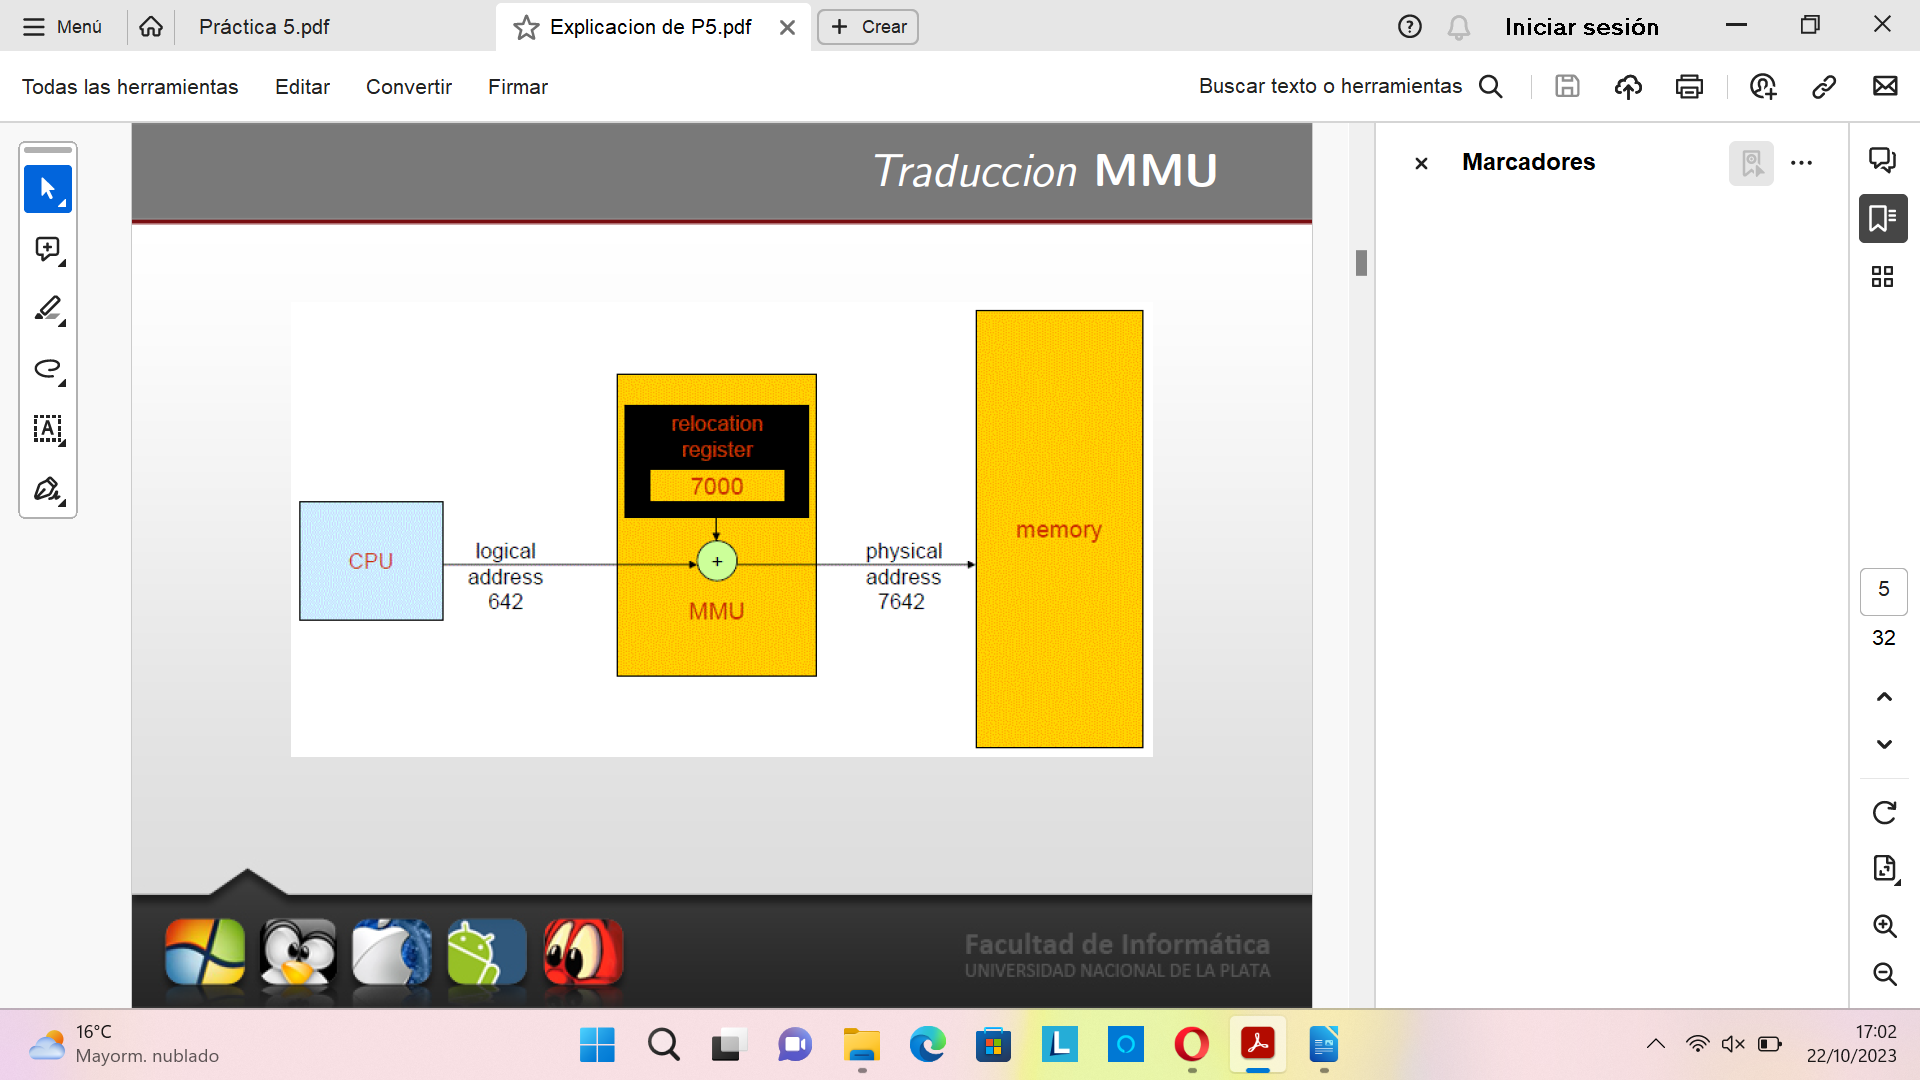 Menú
Práctica 5.pdf
Explicacion de P5.pdf
Crear
Iniciar sesión
Todas las herramientas
Editar
Convertir
Firmar
Buscar texto o herramientas
Traduccion MMU
Marcadores
relocation
register
7000
CPU
logical
address
642
+
MMU
physical
address
7642
memory
5
32
Facultad de Informática
UNIVERSIDAD NACIONAL DE LA PLATA
16°C
Mayorm. nublado
17:02
22/10/2023